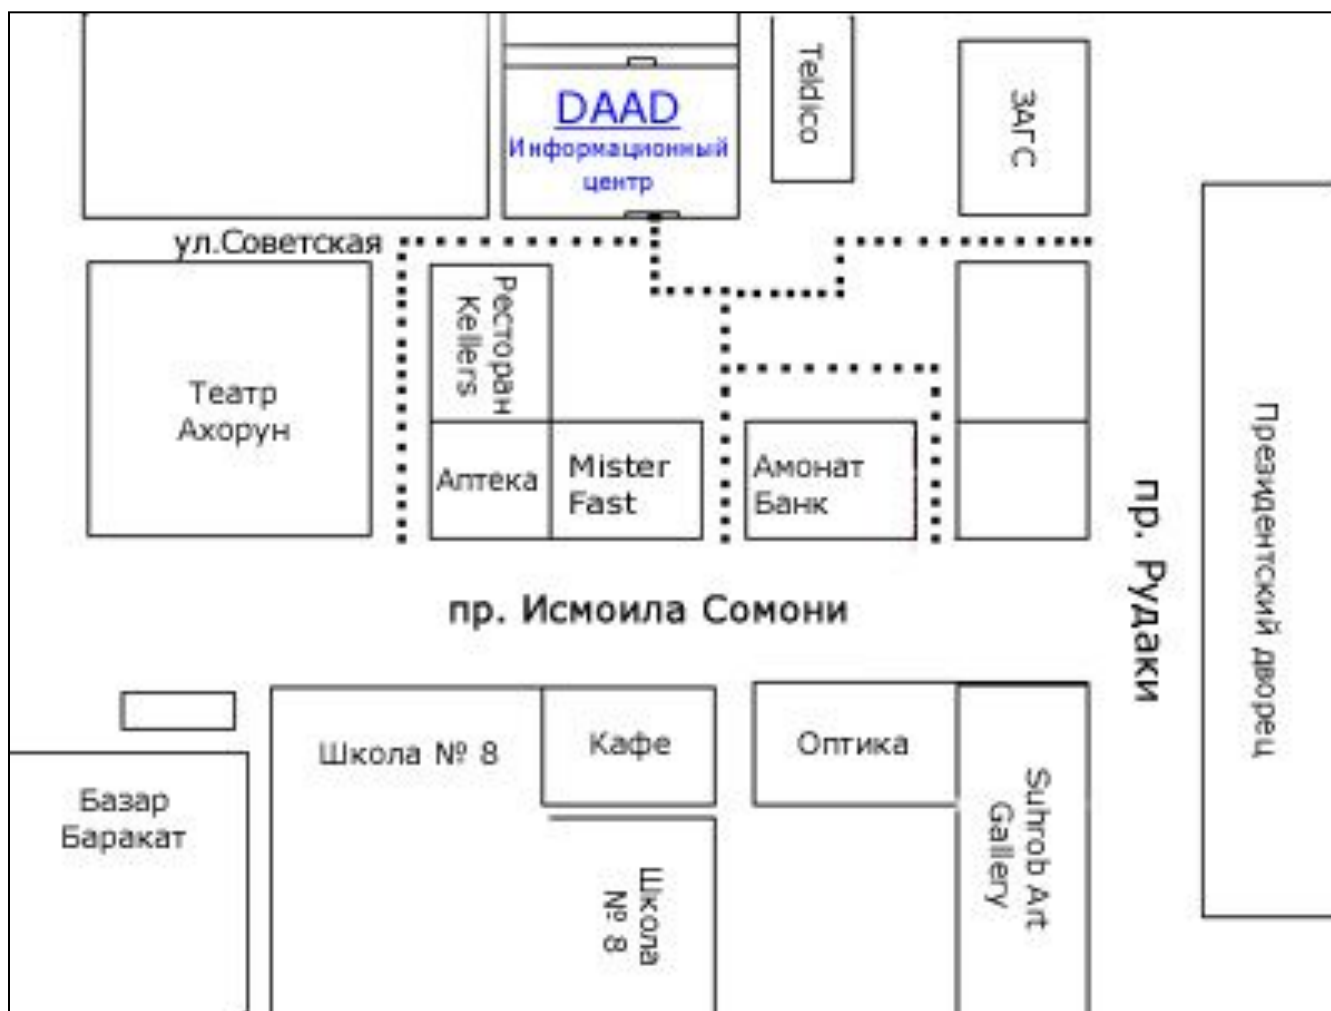 DAAD
Информационный
центр
Teldico
ЗАГС
ул.Советская
Ресторан
Kellers
Театр
Ахорун
Аптека
Mister
Fast
Амонат
Банк
пр. Рудаки
Президентский дворец
пр. Исмоила Сомони
Школа № 8
Кафе
Оптика
Базар
Баракат
Suhrob Art
Gallery
Школа
№ 8